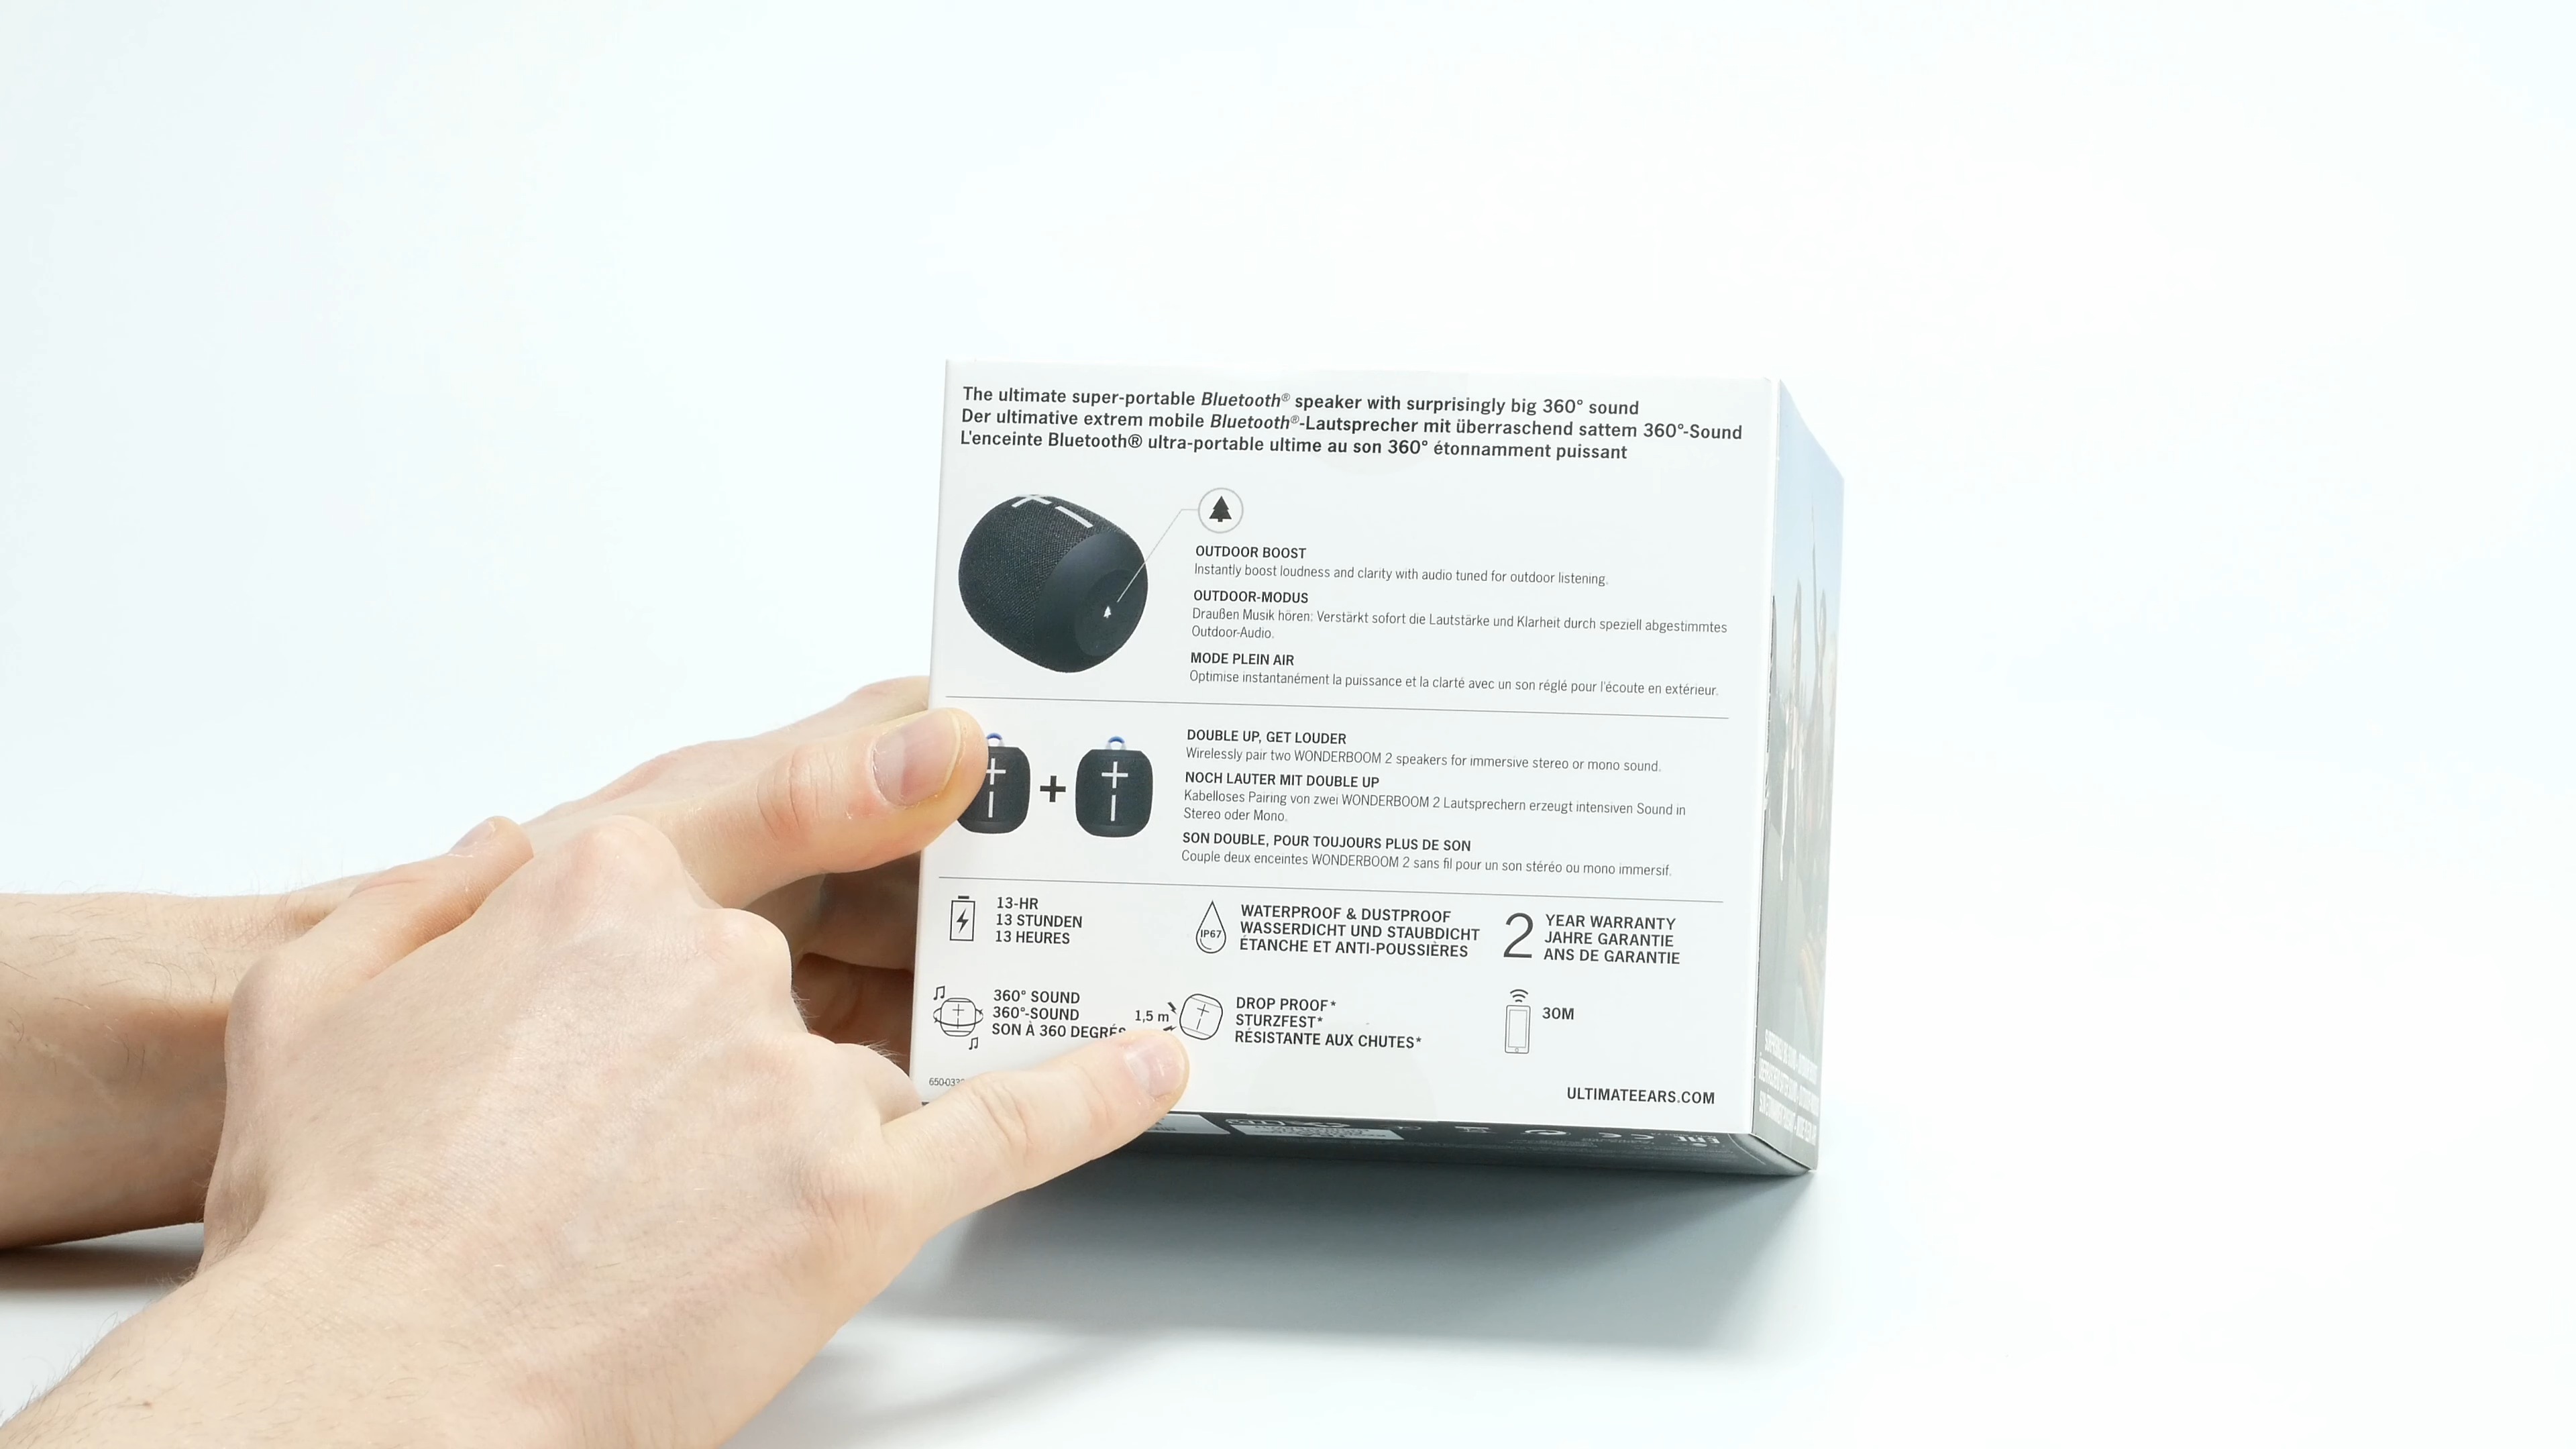 The ultimate super-portable Bluetooth® speaker with surprisingly big 360° sound
Der ultimative extrem mobile Bluetooth®-Lautsprecher mit überraschend sattem 360°-Sound
L'enceinte Bluetooth® ultra-portable ultime au son 360° étonnamment puissant
OUTDOOR BOOST
Instantly boost loudness and clarity with audio tuned for outdoor listening.
OUTDOOR-MODUS
Draußen Musik hören: Verstärkt sofort die Lautstärke und Klarheit durch speziell abgestimmtes
Outdoor-Audio.
MODE PLEIN AIR
Optimise instantanément la puissance et la clarté avec un son réglé pour l'écoute en extérieur.
+
DOUBLE UP, GET LOUDER
Wirelessly pair two WONDERBOOM 2 speakers for immersive stereo or mono sound.
NOCH LAUTER MIT DOUBLE UP
Kabelloses Pairing von zwei WONDERBOOM 2 Lautsprechern erzeugt intensiven Sound in
Stereo oder Mono.
SON DOUBLE, POUR TOUJOURS PLUS DE SON
Couple deux enceintes WONDERBOOM 2 sans fil pour un son stéréo ou mono immersif.
13-HR
13 STUNDEN
13 HEURES
IP67
WATERPROOF & DUSTPROOF
WASSERDICHT UND STAUBDICHT
ÉTANCHE ET ANTI-POUSSIÈRES
2
YEAR WARRANTY
JAHRE GARANTIE
ANS DE GARANTIE
360° SOUND
360°-SOUND
SON À 360 DEGRÉS
1,5 m
DROP PROOF*
STURZFEST*
RÉSISTANTE AUX CHUTES*
30M
ULTIMATEEARS.COM